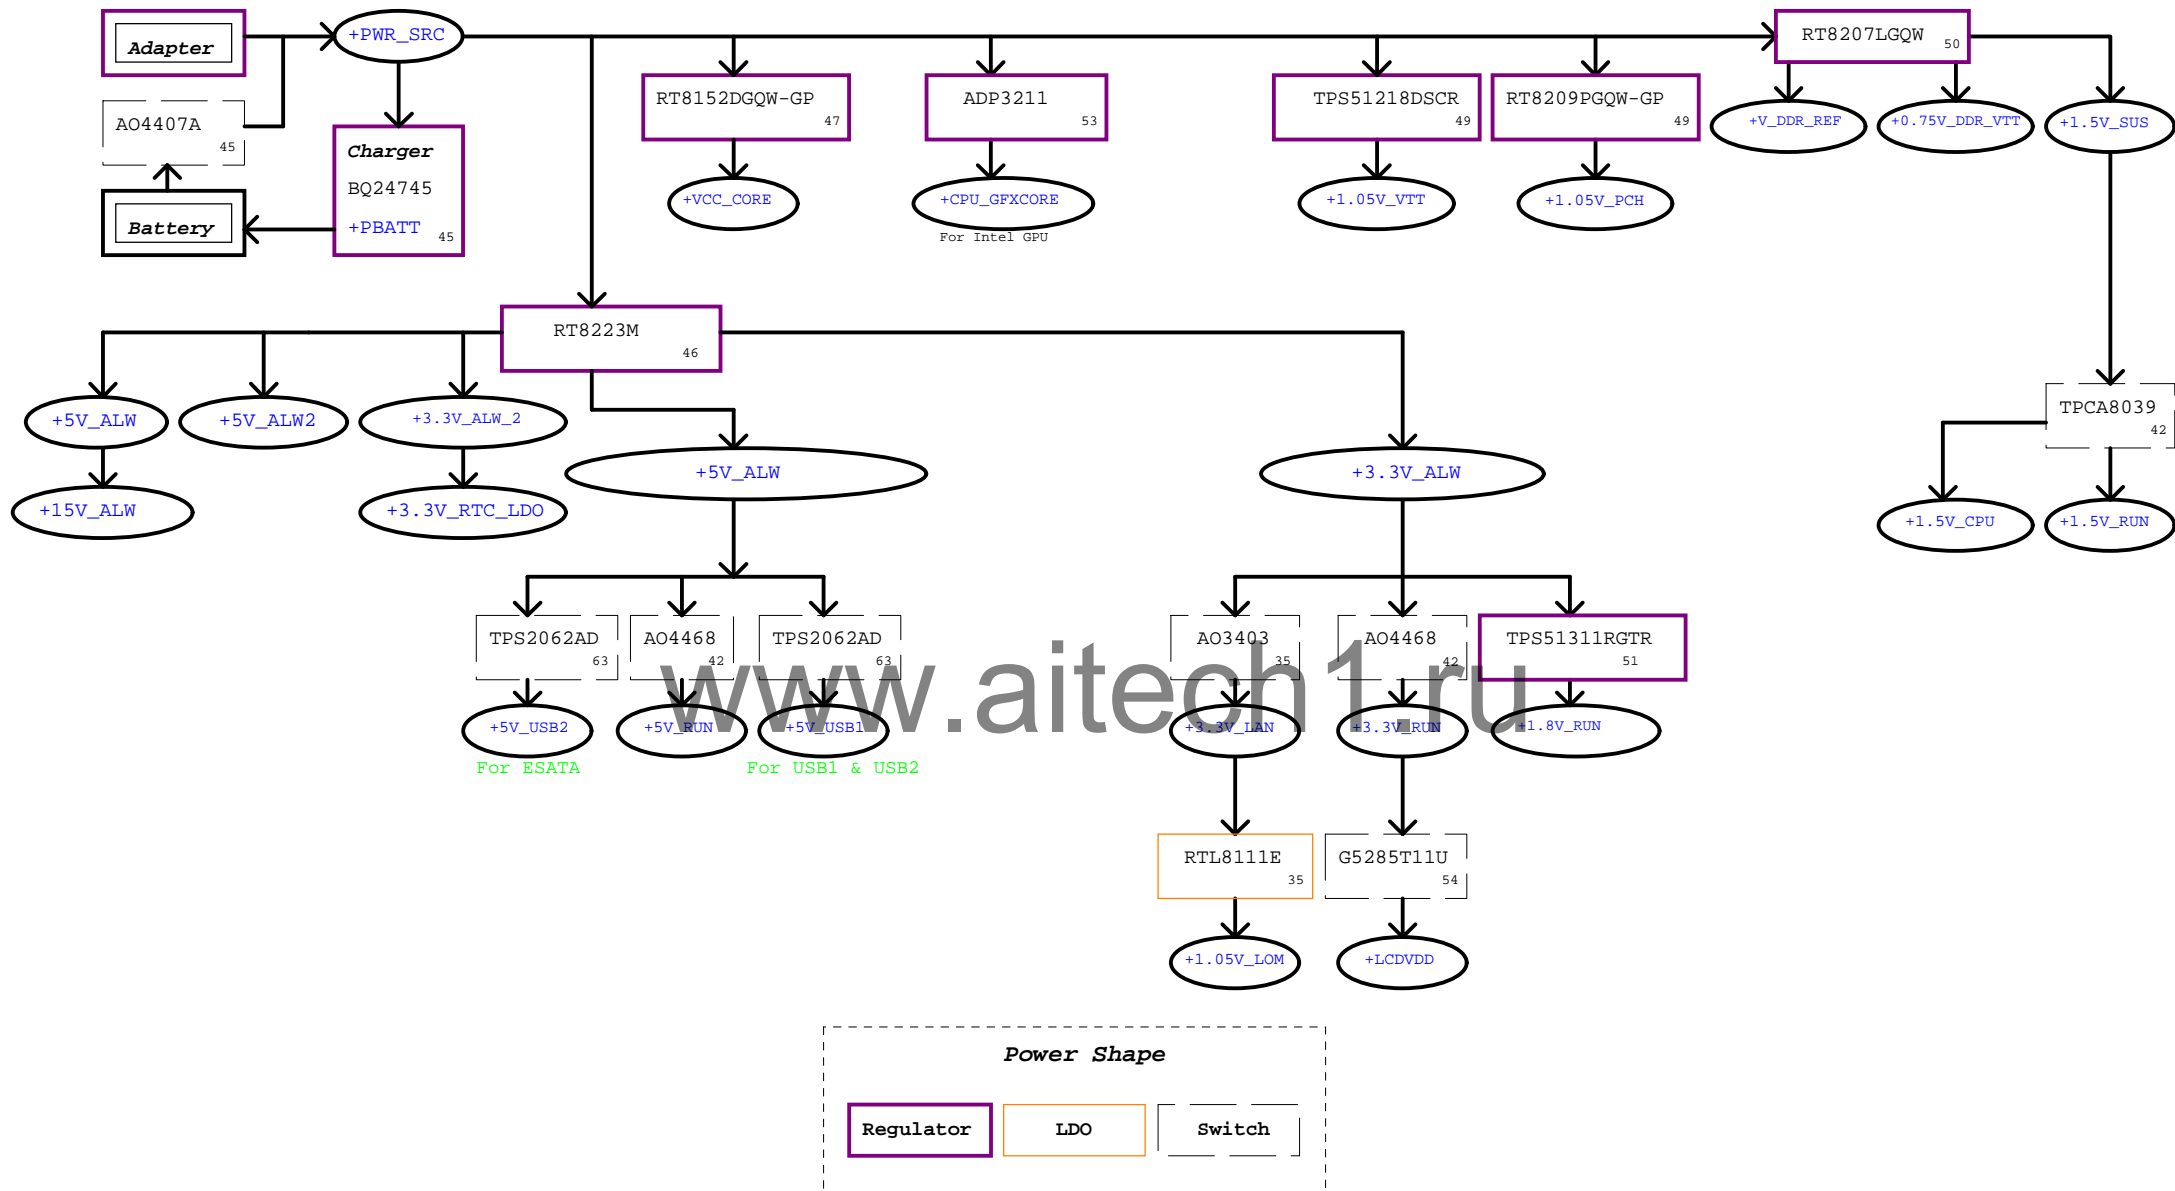 Adapter
+PWR_SRC
RT8207LGQW
50
AO4407A
45
Charger
BQ24745
+PBATT
45
Battery
RT8152DGQW-GP
47
ADP3211
53
TPS51218DSCR
49
RT8209PGQW-GP
49
+V_DDR_REF
+0.75V_DDR_VTT
+1.5V_SUS
+VCC_CORE
+CPU_GFXCORE
For Intel GPU
+1.05V_VTT
+1.05V_PCH
RT8223M
46
+5V_ALW
+5V_ALW2
+3.3V_ALW_2
+5V_ALW
+3.3V_ALW
TPCA8039
42
+15V_ALW
+3.3V_RTC_LDO
+1.5V_CPU
+1.5V_RUN
TPS2062AD
63
AO4468
42
TPS2062AD
63
AO3403
35
AO4468
42
TPS51311RGTR
51
www.aitech1.ru
+5V_USB2
+5V_RUN
+5V_USB1
+3.3V_LAN
+3.3V_RUN
+1.8V_RUN
For ESATA
For USB1 & USB2
RTL8111E
35
G5285T11U
54
+1.05V_LOM
+LCDVDD
Power Shape
Regulator
LDO
Switch